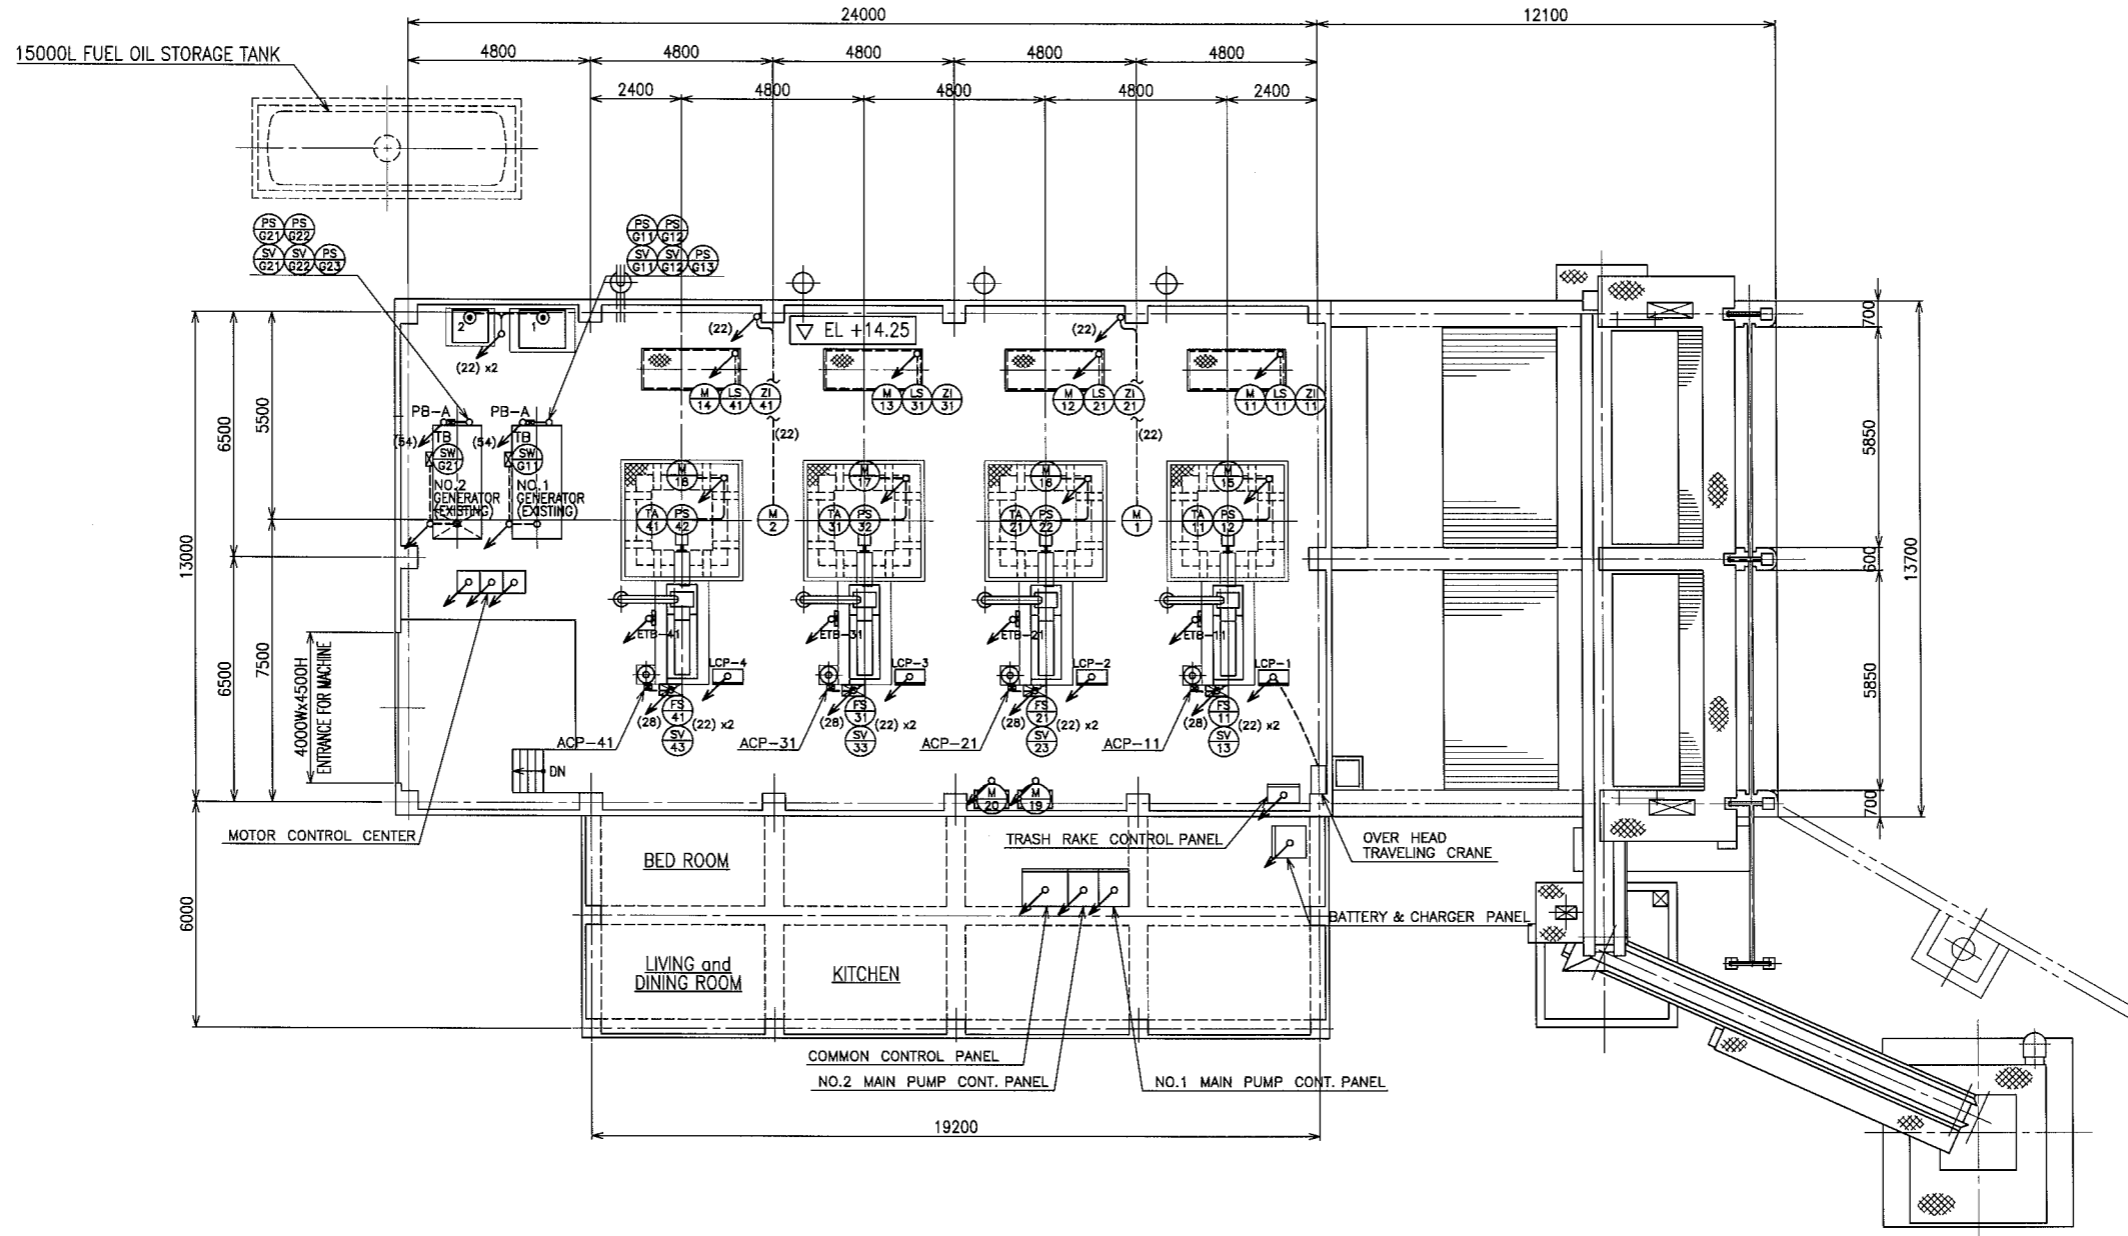 24000
12100
15000L FUEL OIL STORAGE TANK
4800 4800 4800 4800 4800
2400 4800 4800 4800 2400
PS G21 PS G22
SV G21 SV G22 PS G23
PS G11 PS G12
SV G11 SV G12 PS G13
2 1
(22) x2
(22)
EL +14.25
(22)
700
M 14 LS 41 ZI 41
M 13 LS 31 ZI 31
M 12 LS 21 ZI 21
M 11 LS 11 ZI 11
PB-A PB-A
(54) TB (54) TB
SW G21 SW G11
(22) (22)
6500
5500
5850
NO.2
GENERATOR
(EXISTING)
NO.1
GENERATOR
(EXISTING)
M 18 M 17 M 16 M 15
TA 41 PS 42
M 2
TA 31 PS 32
TA 21 PS 22
M 1
TA 11 PS 12
13000
600
13700
ETB-41 ETB-31 ETB-21 ETB-11
6500
7500
4000Wx4500H
ENTRANCE FOR MACHINE
5850
LCP-4 LCP-3 LCP-2 LCP-1
(28) FS 41 (22) x2
(28) FS 31 (22) x2
(28) FS 21 (22) x2
(28) FS 11 (22) x2
SV 43 SV 33 SV 23 SV 13
ACP-41 ACP-31 ACP-21 ACP-11
DN
M 20 M 19
700
MOTOR CONTROL CENTER
TRASH RAKE CONTROL PANEL
OVER HEAD
TRAVELING CRANE
BED ROOM
6000
BATTERY & CHARGER PANEL
LIVING and
DINING ROOM
KITCHEN
COMMON CONTROL PANEL
NO.2 MAIN PUMP CONT. PANEL
NO.1 MAIN PUMP CONT. PANEL
19200